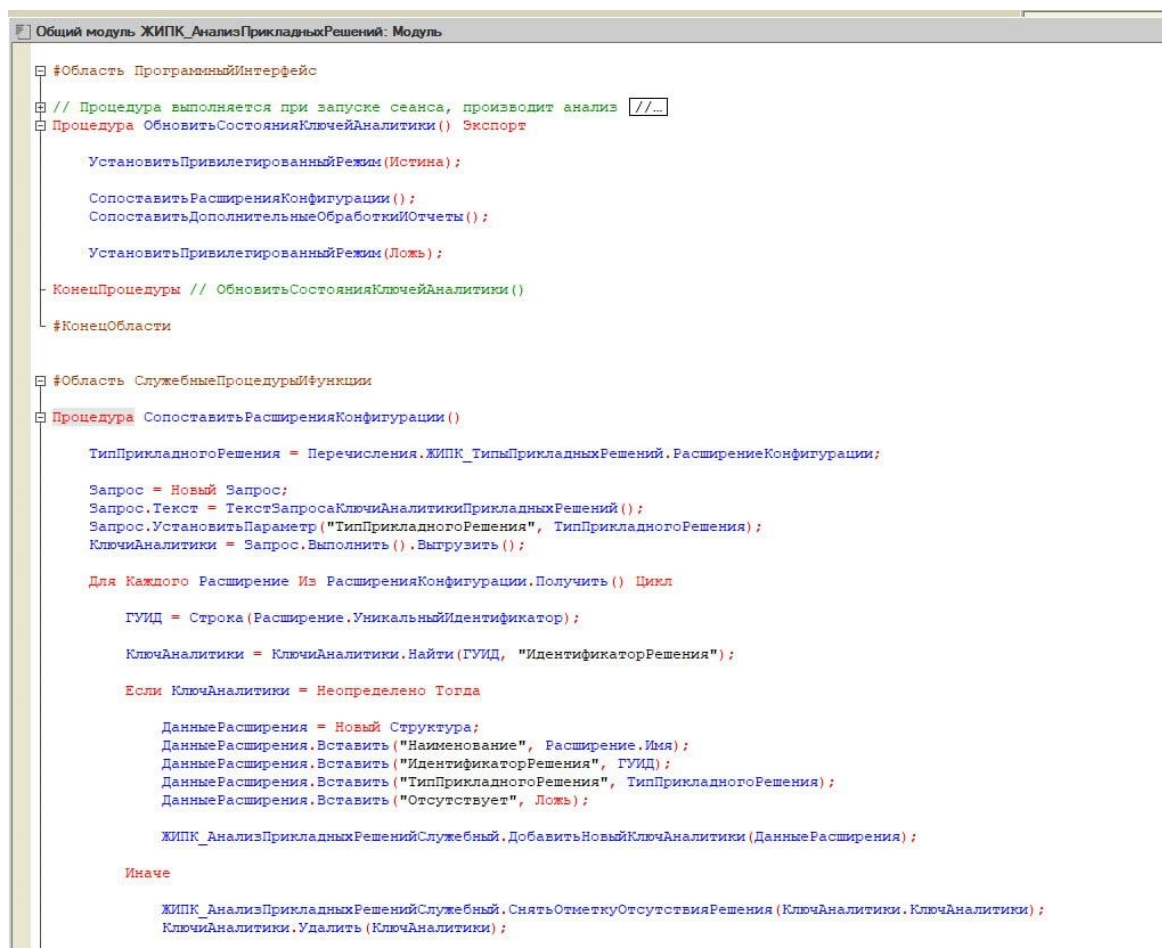 Общий модуль ЖИПК_АнализПрикладныхРешений: Модуль
#Область ПрограммныйИнтерфейс
// Процедура выполняется при запуске сеанса, производит анализ //...
Процедура ОбновитьСостоянияКлючейАналитики() Экспорт
УстановитьПривилегированныйРежим(Истина);
СопоставитьРасширенияКонфигурации();
СопоставитьДополнительныеОбработкиИОтчеты();
УстановитьПривилегированныйРежим(Ложь);
КонецПроцедуры // ОбновитьСостоянияКлючейАналитики()
#КонецОбласти
#Область СлужебныеПроцедурыИФункции
Процедура СопоставитьРасширенияКонфигурации()
ТипПрикладногоРешения = Перечисления.ЖИПК_ТипыПрикладныхРешений.РасширениеКонфигурации;
Запрос = Новый Запрос;
Запрос.Текст = ТекстЗапросаКлючиАналитикиПрикладныхРешений();
Запрос.УстановитьПараметр("ТипПрикладногоРешения", ТипПрикладногоРешения);
КлючиАналитики = Запрос.Выполнить().Выгрузить();
Для Каждого Расширение Из РасширенияКонфигурации.Получить() Цикл
ГУИД = Строка(Расширение.УникальныйИдентификатор);
КлючАналитики = КлючиАналитики.Найти(ГУИД, "ИдентификаторРешения");
Если КлючАналитики = Неопределено Тогда
ДанныеРасширения = Новый Структура;
ДанныеРасширения.Вставить("Наименование", Расширение.Имя);
ДанныеРасширения.Вставить("ИдентификаторРешения", ГУИД);
ДанныеРасширения.Вставить("ТипПрикладногоРешения", ТипПрикладногоРешения);
ДанныеРасширения.Вставить("Отсутствует", Ложь);
ЖИПК_АнализПрикладныхРешенийСлужебный.ДобавитьНовыйКлючАналитики(ДанныеРасширения);
Иначе
ЖИПК_АнализПрикладныхРешенийСлужебный.СнятьОтметкуОтсутствияРешения(КлючАналитики.КлючАналитики);
КлючиАналитики.Удалить(КлючАналитики);